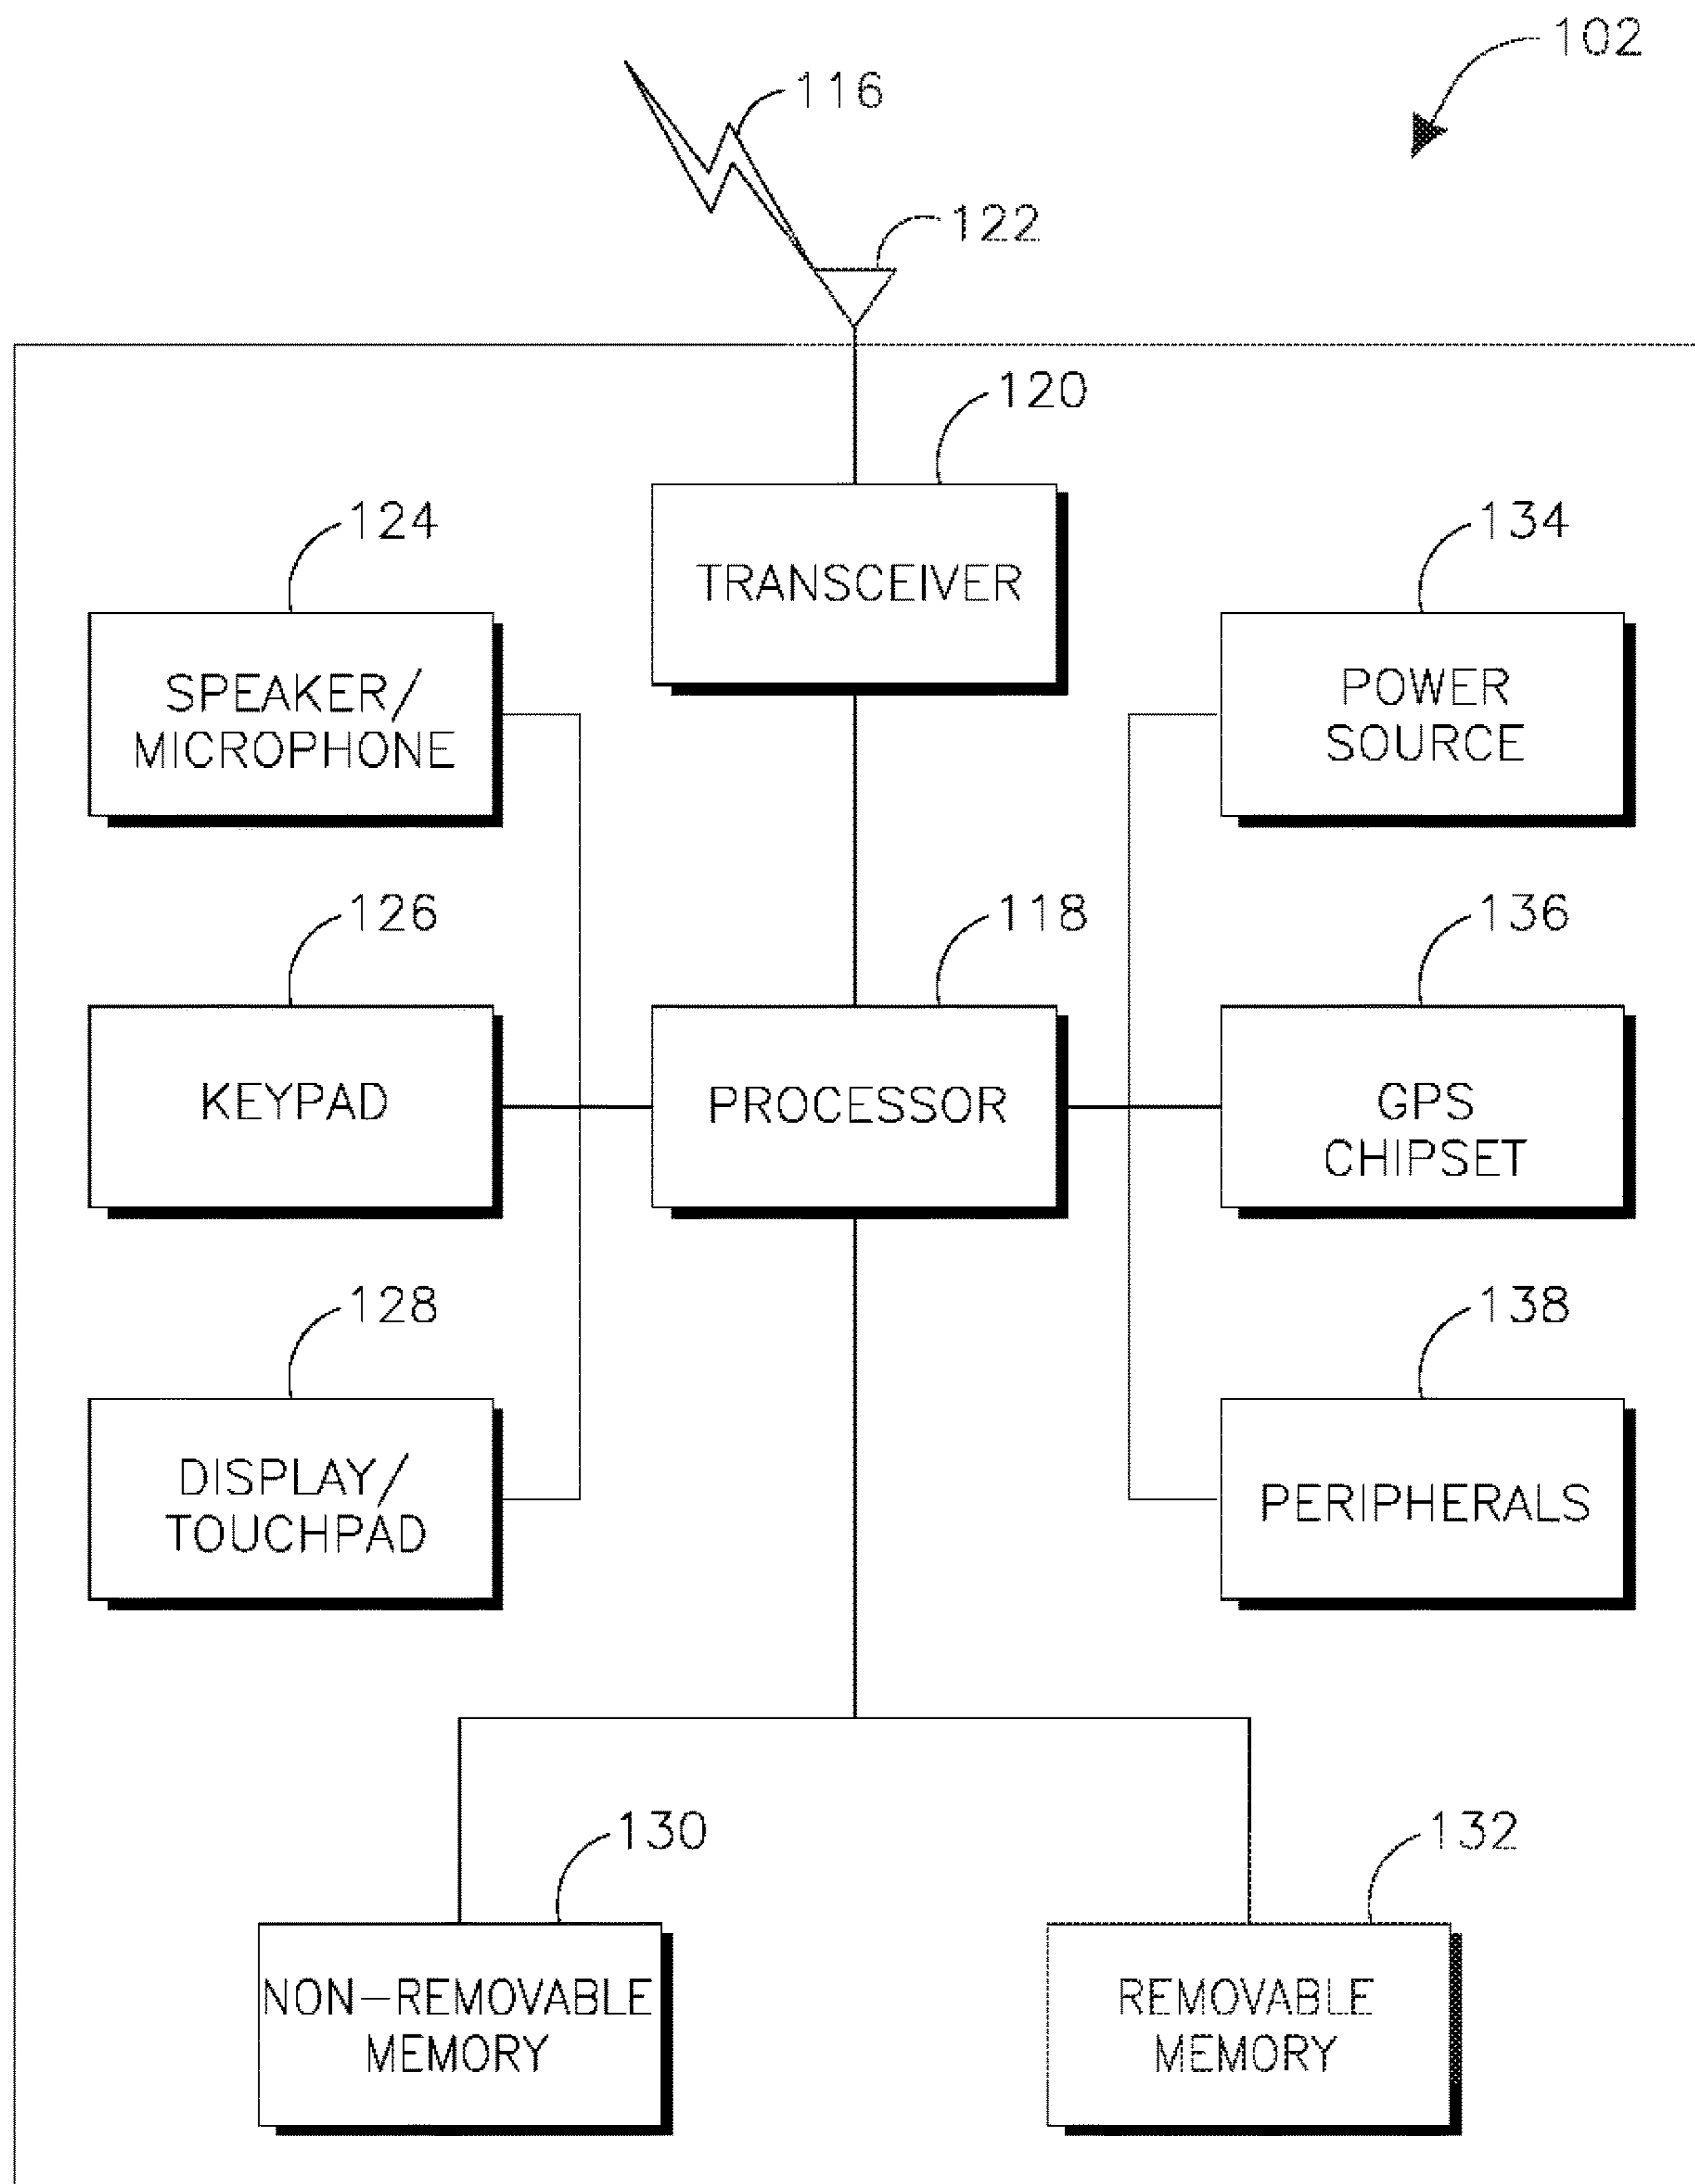 102
116
122
120
TRANSCEIVER
124
SPEAKER/
MICROPHONE
134
POWER
SOURCE
126
KEYPAD
118
PROCESSOR
136
GPS
CHIPSET
128
DISPLAY/
TOUCHPAD
138
PERIPHERALS
130
NON-REMOVABLE
MEMORY
132
REMOVABLE
MEMORY